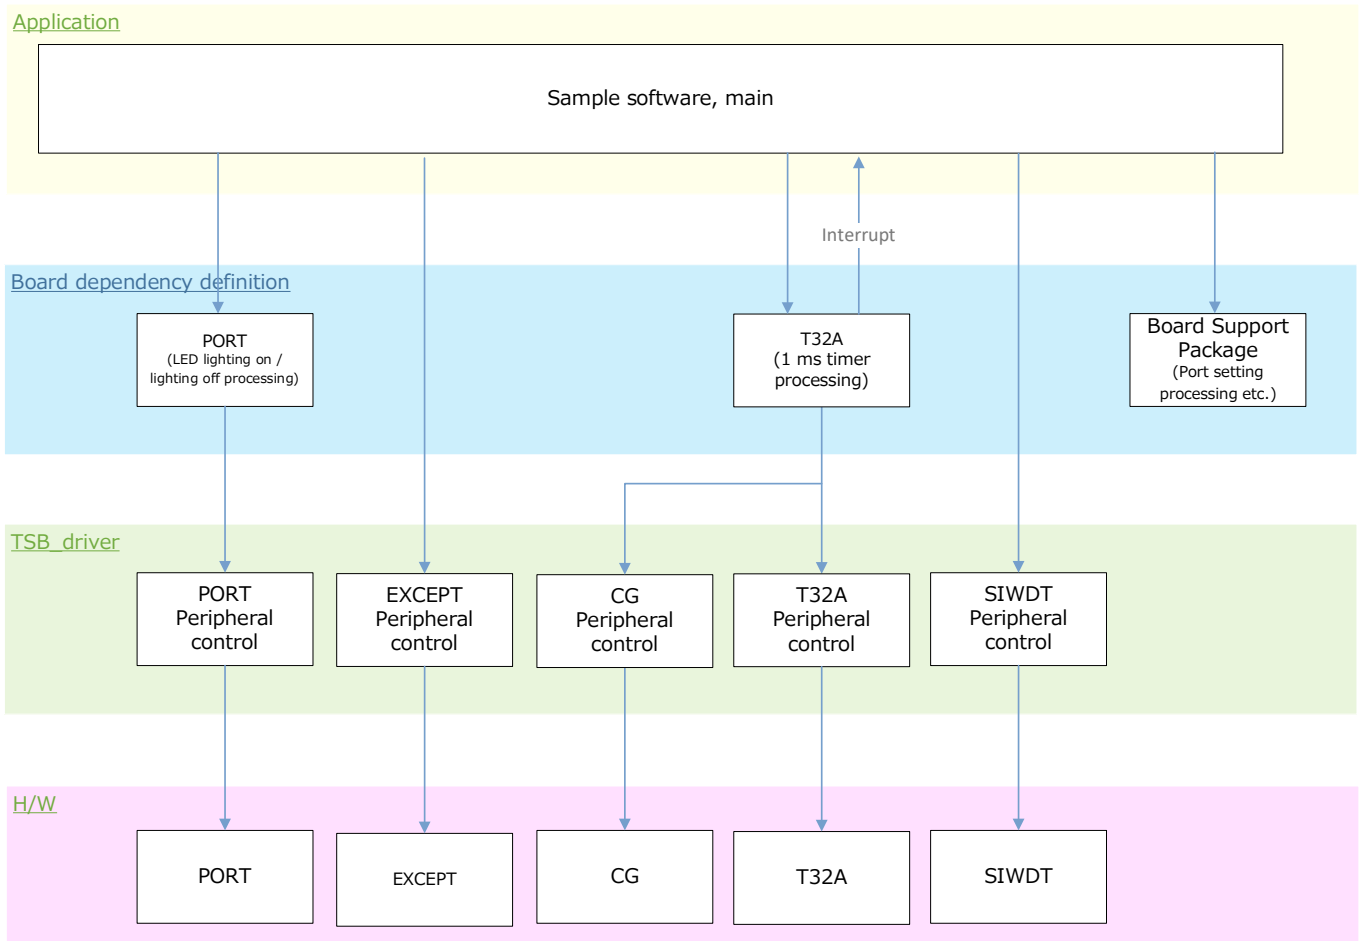 Application
Sample software, main
Interrupt
Board dependency definition
PORT
(LED lighting on /
lighting off processing)
T32A
(1 ms timer
processing)
Board Support
Package
(Port setting
processing etc.)
TSB_driver
PORT
Peripheral
control
EXCEPT
Peripheral
control
CG
Peripheral
control
T32A
Peripheral
control
SIWDT
Peripheral
control
H/W
PORT
EXCEPT
CG
T32A
SIWDT